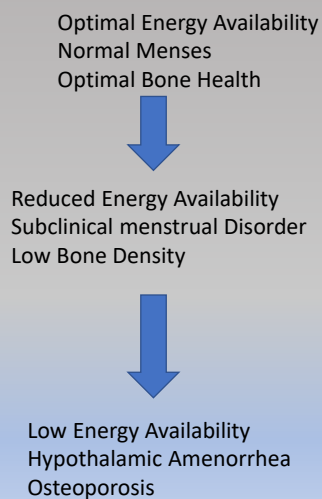 Optimal Energy Availability
Normal Menses
Optimal Bone Health
Reduced Energy Availability
Subclinical menstrual Disorder
Low Bone Density
Low Energy Availability
Hypothalamic Amenorrhea
Osteoporosis